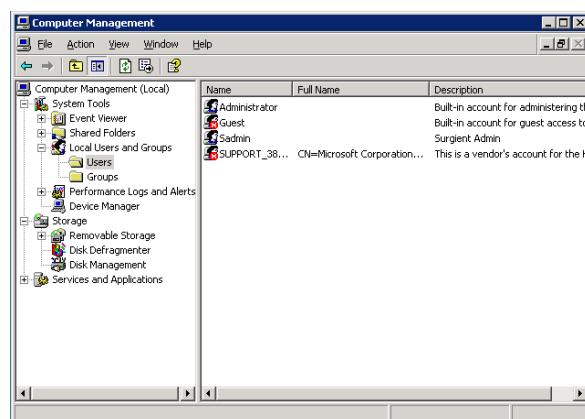 Computer Management
File Action View Window Help
Computer Management (Local)
System Tools
Event Viewer
Shared Folders
Local Users and Groups
Users
Groups
Performance Logs and Alerts
Device Manager
Storage
Removable Storage
Disk Defragmenter
Disk Management
Services and Applications
Name Full Name Description
Administrator Built-in account for administering th
Guest Built-in account for guest access to
Sadmin Surgient Admin
SUPPORT_38... CN=Microsoft Corporation... This is a vendor's account for the H